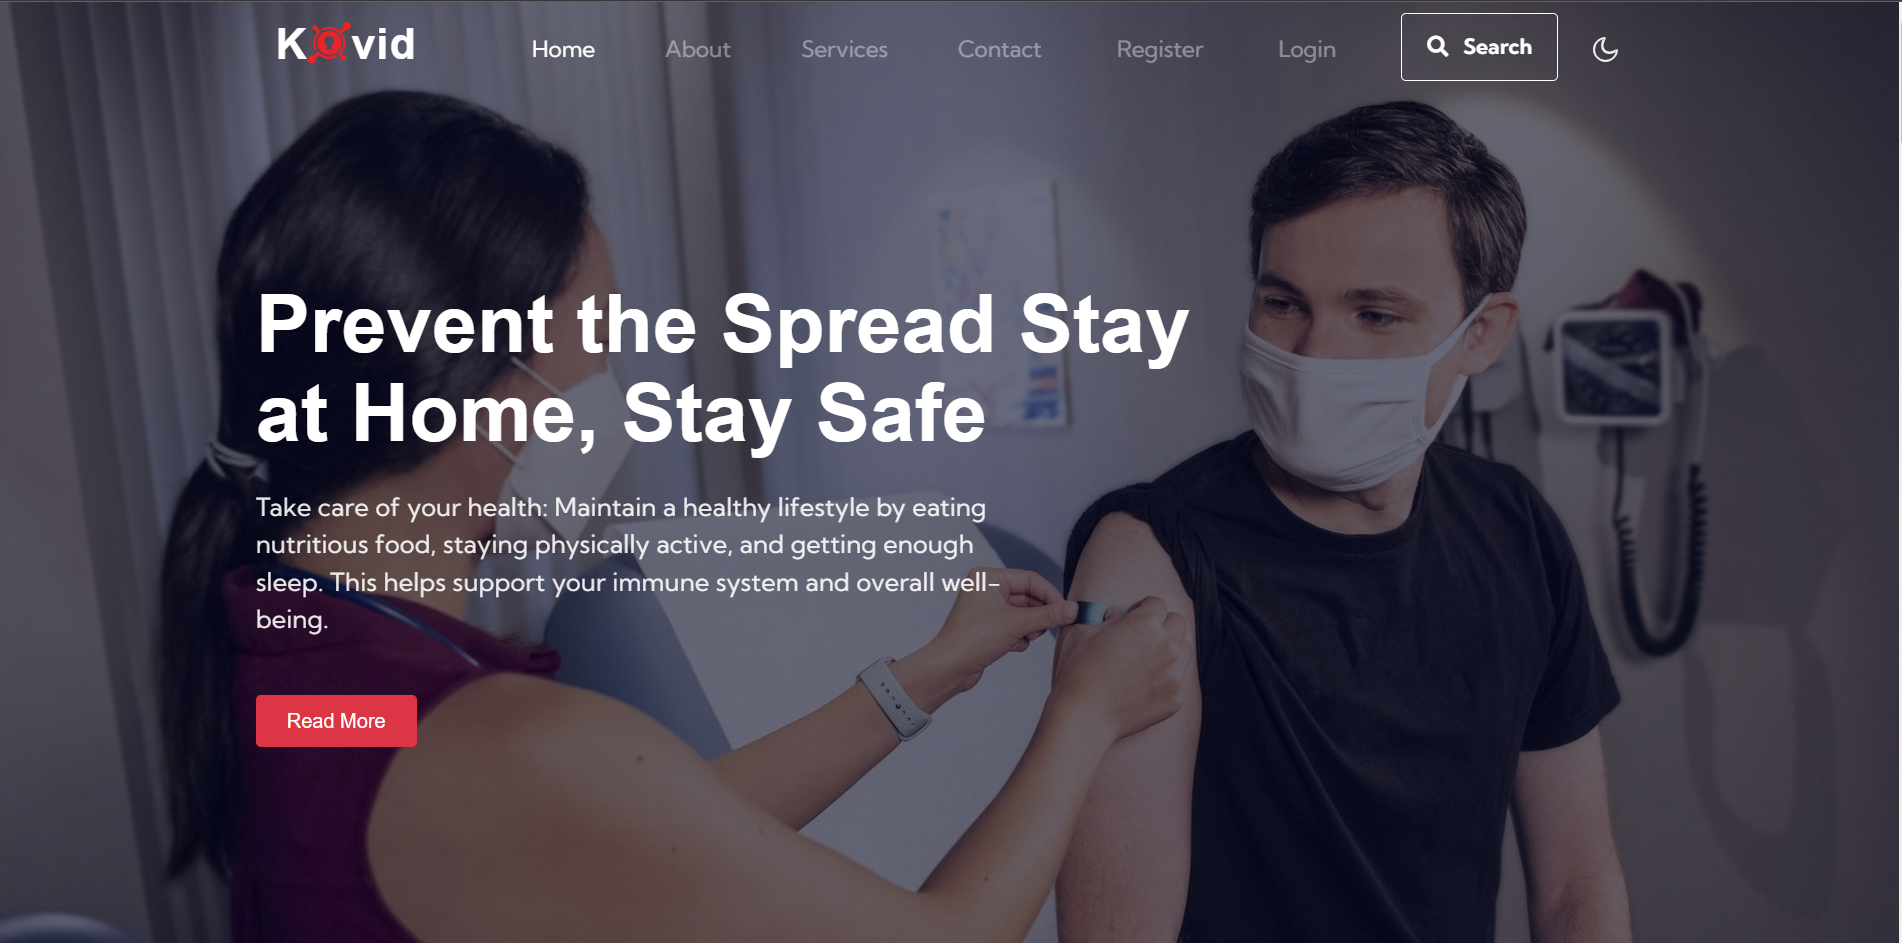 Kovid Home About Services Contact Register Login Search
Prevent the Spread Stay
at Home, Stay Safe
Take care of your health: Maintain a healthy lifestyle by eating
nutritious food, staying physically active, and getting enough
sleep. This helps support your immune system and overall well-
being.
Read More